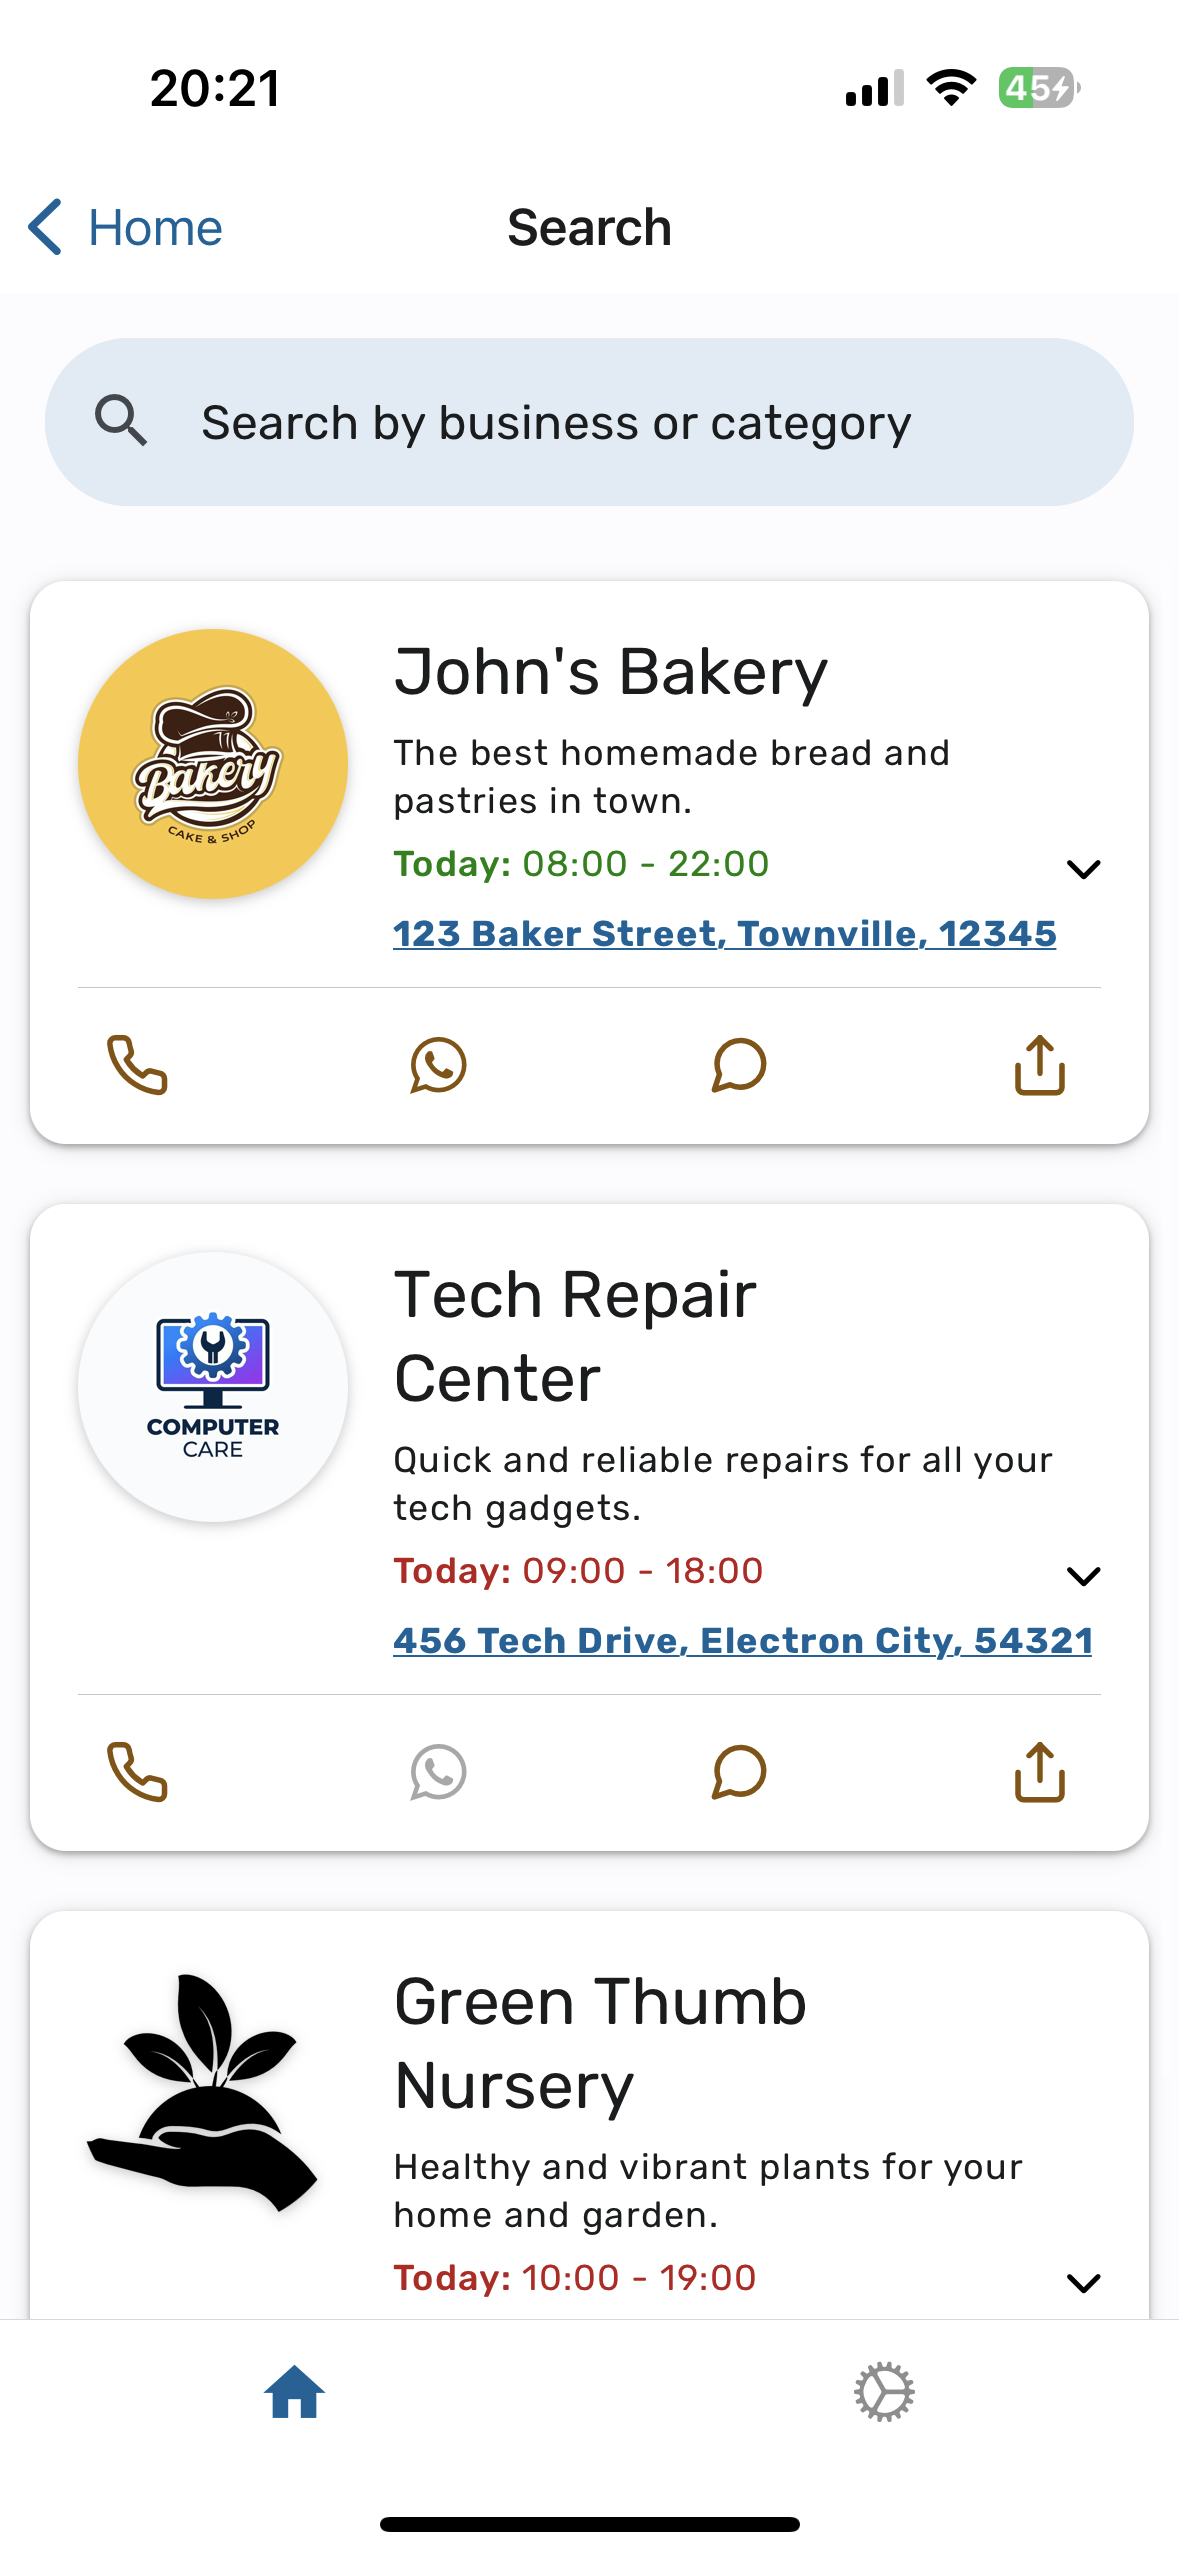 20:21
45
Home
Search
Search by business or category
Bakery
CAKE & SHOP
John's Bakery
The best homemade bread and
pastries in town.
Today: 08:00 - 22:00
123 Baker Street, Townville, 12345
COMPUTER
CARE
Tech Repair
Center
Quick and reliable repairs for all your
tech gadgets.
Today: 09:00 - 18:00
456 Tech Drive, Electron City, 54321
Green Thumb
Nursery
Healthy and vibrant plants for your
home and garden.
Today: 10:00 - 19:00